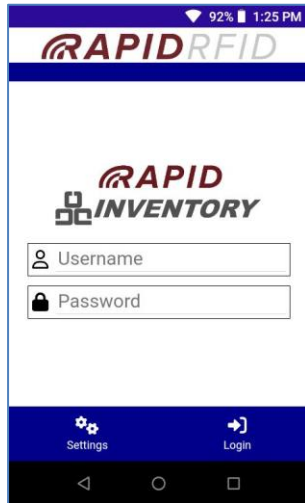 92% 1:25 PM
RAPIDRFID
RAPID
INVENTORY
Username
Password
Settings Login